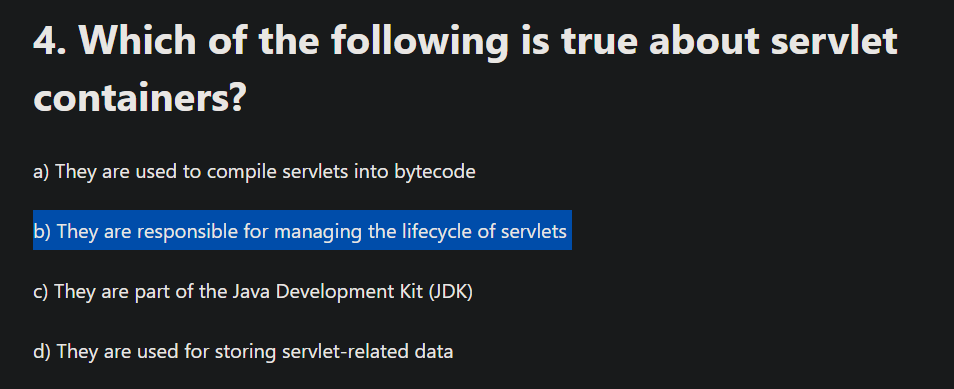 4. Which of the following is true about servlet
containers?
a) They are used to compile servlets into bytecode
b) They are responsible for managing the lifecycle of servlets
c) They are part of the Java Development Kit (JDK)
d) They are used for storing servlet-related data